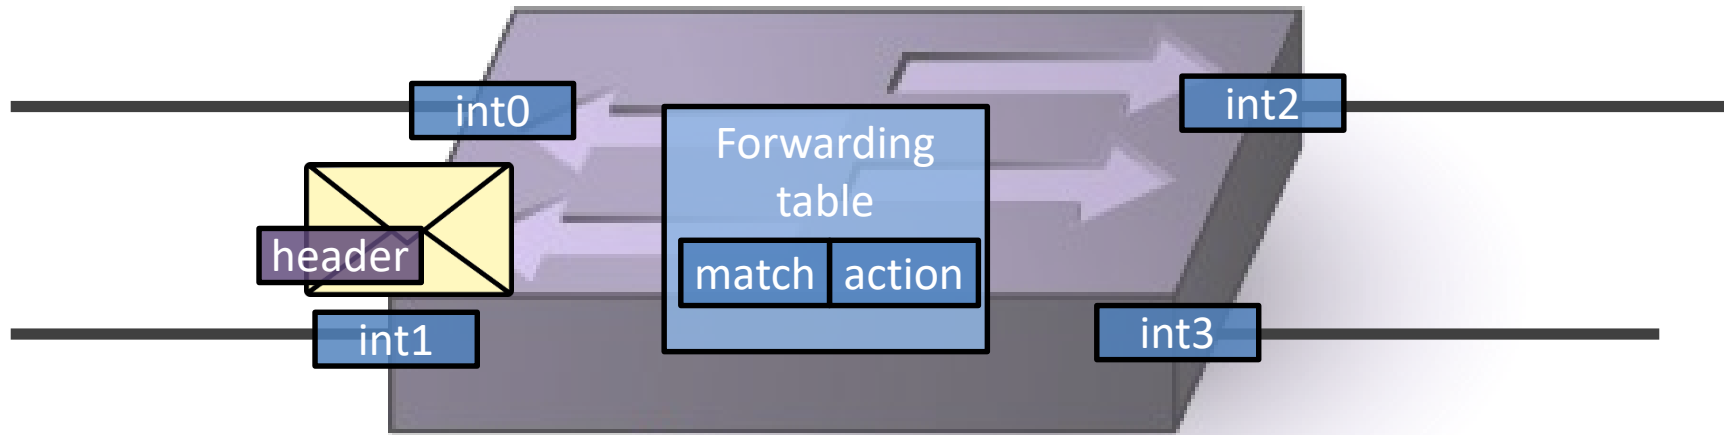 int0
int2
Forwarding
table
header
match action
int1
int3